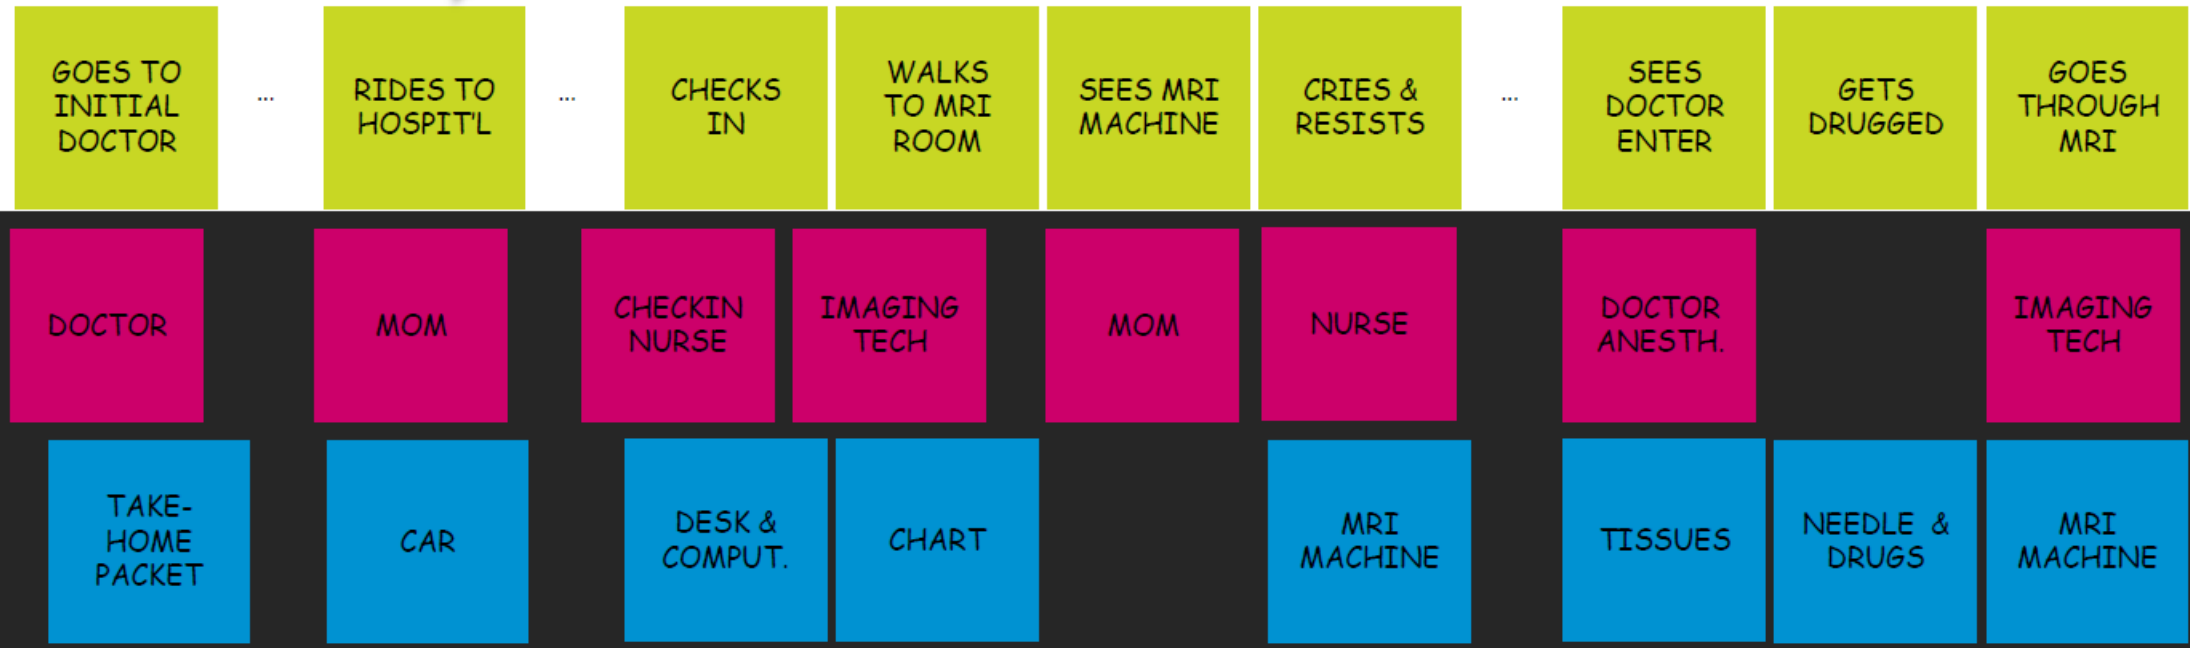 GOES TO
INITIAL
DOCTOR
...
RIDES TO
HOSPIT'L
...
CHECKS
IN
WALKS
TO MRI
ROOM
SEES MRI
MACHINE
CRIES &
RESISTS
...
SEES
DOCTOR
ENTER
GETS
DRUGGED
GOES
THROUGH
MRI
DOCTOR
MOM
CHECKIN
NURSE
IMAGING
TECH
MOM
NURSE
DOCTOR
ANESTH.
IMAGING
TECH
TAKE-
HOME
PACKET
CAR
DESK &
COMPUT.
CHART
MRI
MACHINE
TISSUES
NEEDLE &
DRUGS
MRI
MACHINE